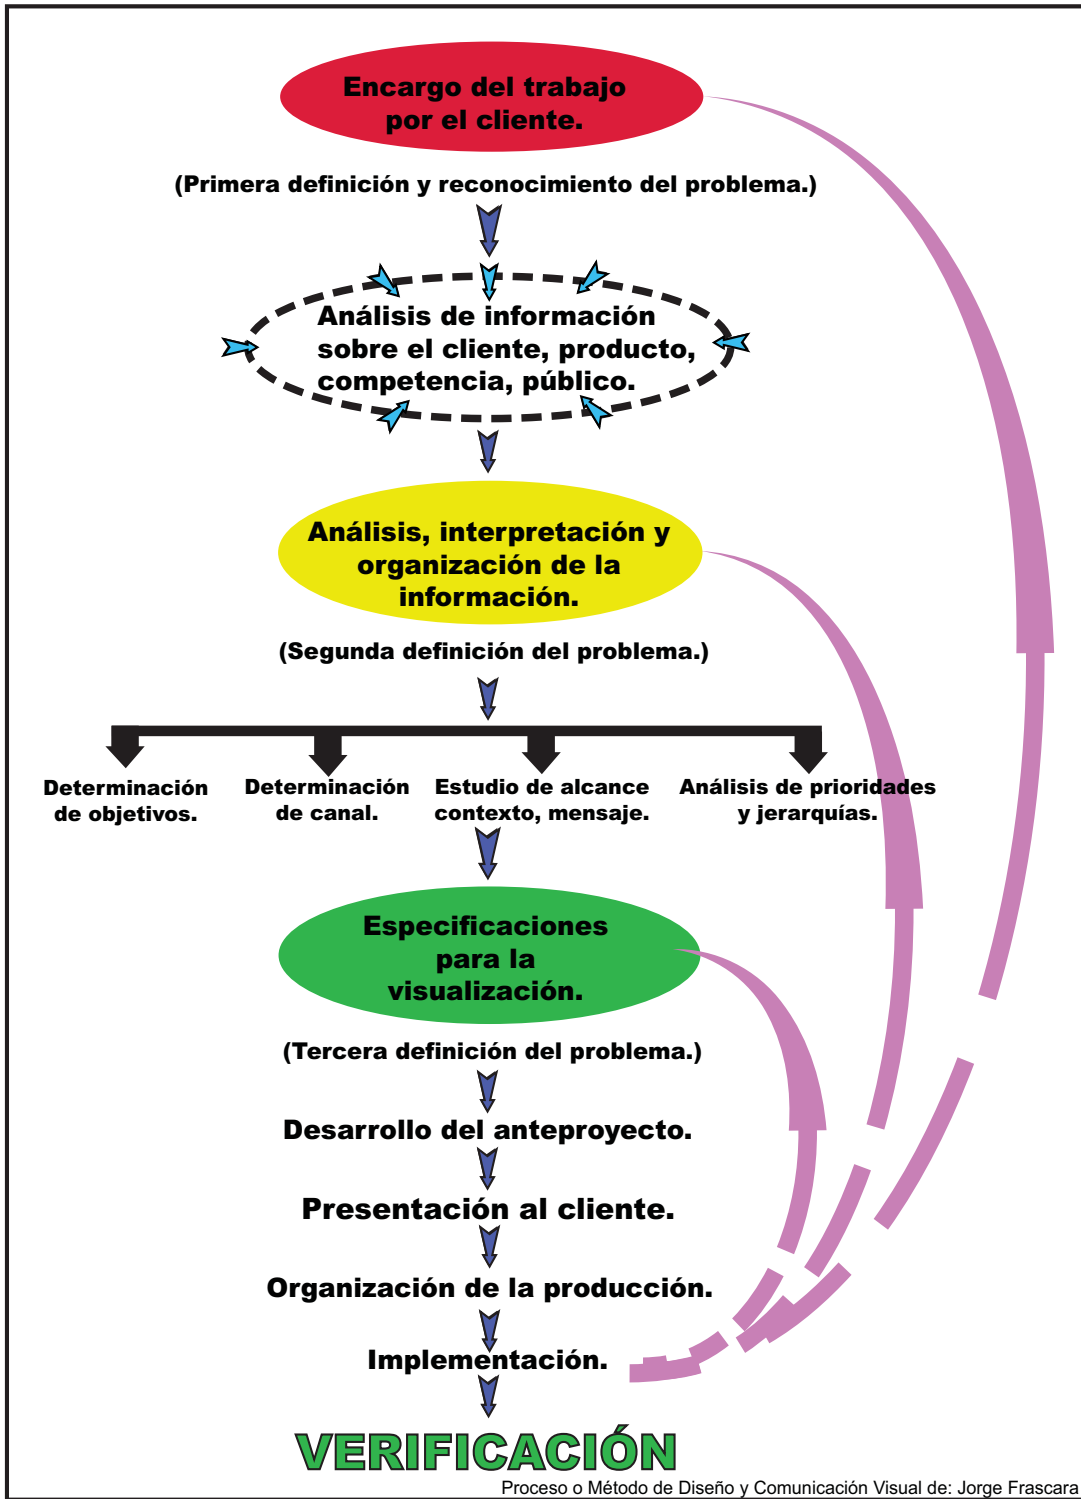 Encargo del trabajo
por el cliente.
(Primera definición y reconocimiento del problema.)
Análisis de información
sobre el cliente, producto,
competencia, público.
Análisis, interpretación y
organización de la
información.
(Segunda definición del problema.)
Determinación
de objetivos.
Determinación
de canal.
Estudio de alcance
contexto, mensaje.
Análisis de prioridades
y jerarquías.
Especificaciones
para la
visualización.
(Tercera definición del problema.)
Desarrollo del anteproyecto.
Presentación al cliente.
Organización de la producción.
Implementación.
VERIFICACIÓN
Proceso o Método de Diseño y Comunicación Visual de: Jorge Frascara